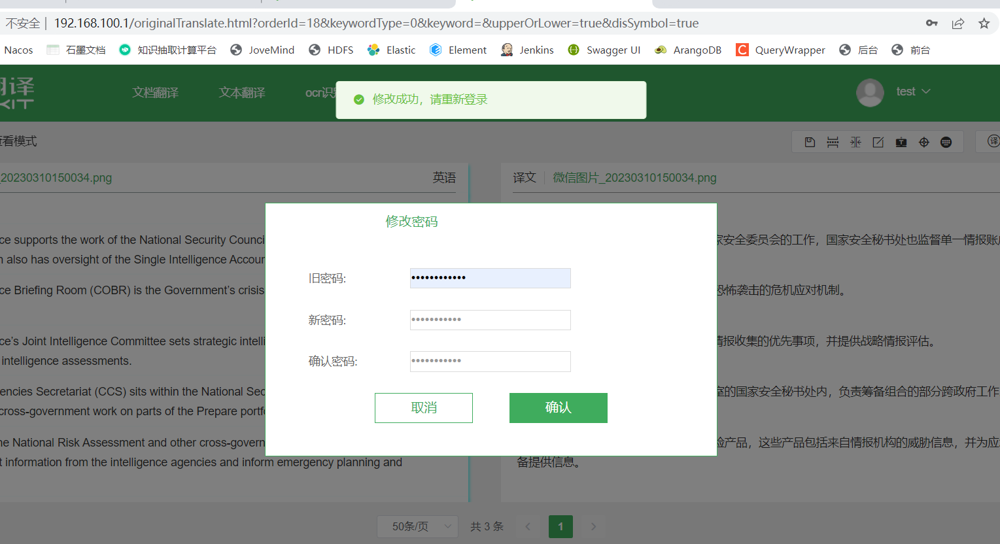 不安全 | 192.168.100.1/originalTranslate.html?orderId=18&keywordType=0&keyword=&upperOrLower=true&disSymbol=true
Nacos 石墨文档 知识抽取计算平台 JoveMind HDFS Elastic Element Jenkins Swagger UI ArangoDB QueryWrapper 后台 前台
译
KIT
文档翻译 文本翻译 ocr识
修改成功，请重新登录
test
看模式
译
_20230310150034.png 英语
译文 微信图片_20230310150034.png
修改密码
旧密码:
新密码:
确认密码:
取消 确认
ce supports the work of the National Security Counci
n also has oversight of the Single Intelligence Accour
ce Briefing Room (COBR) is the Government's crisis
ce's Joint Intelligence Committee sets strategic intelli
intelligence assessments.
encies Secretariat (CCS) sits within the National Sec
cross-government work on parts of the Prepare portfo
ne National Risk Assessment and other cross-govern
t information from the intelligence agencies and inform emergency planning and
家安全委员会的工作，国家安全秘书处也监督单一情报账
恐怖袭击的危机应对机制。
情报收集的优先事项，并提供战略情报评估。
室的国家安全秘书处内，负责筹备组合的部分跨政府工作
险产品，这些产品包括来自情报机构的威胁信息，并为应
备提供信息。
50条/页 共 3 条 1